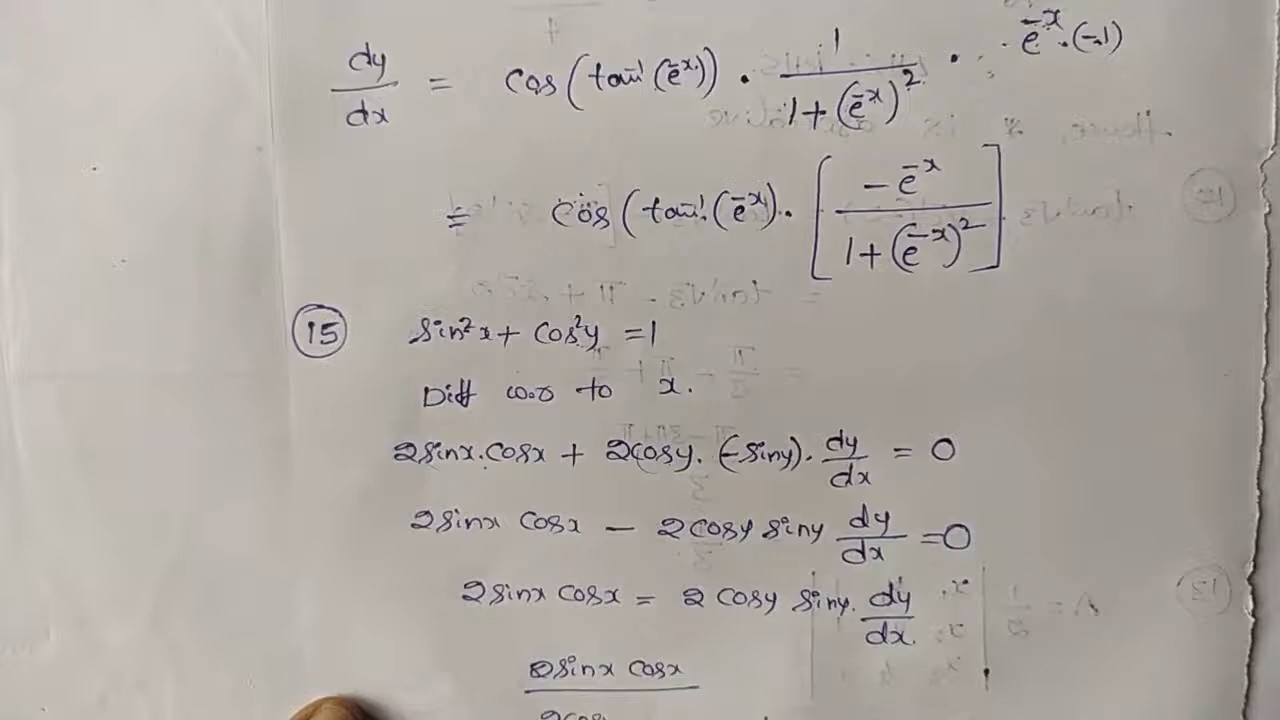 dy/dx = cos(tan⁻¹(e⁻ˣ)) · 1/(1+(e⁻ˣ)²) · e⁻ˣ·(-1)
= cos(tan⁻¹(e⁻ˣ) · [-e⁻ˣ/(1+(e⁻ˣ)²)]
15 sin²x + cos²y = 1
Diff w.r to x.
2sinx.cosx + 2cosy. (-siny). dy/dx = 0
2sinx cosx — 2cosy siny dy/dx = 0
2sinx cosx = 2 cosy siny. dy/dx
2sinx cosx